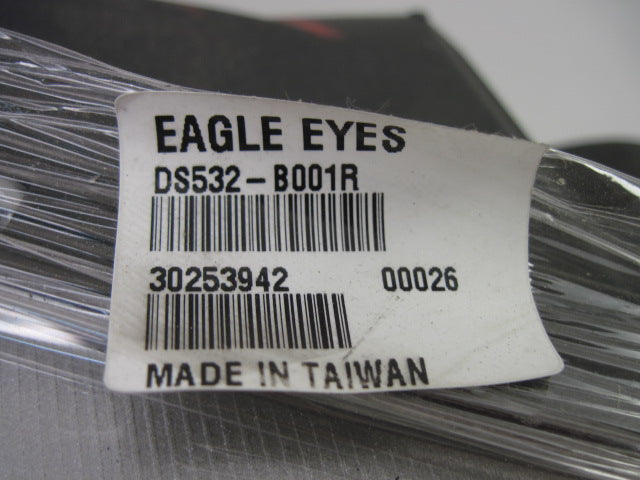 EAGLE EYES
DS532-B001R
30253942 00026
MADE IN TAIWAN